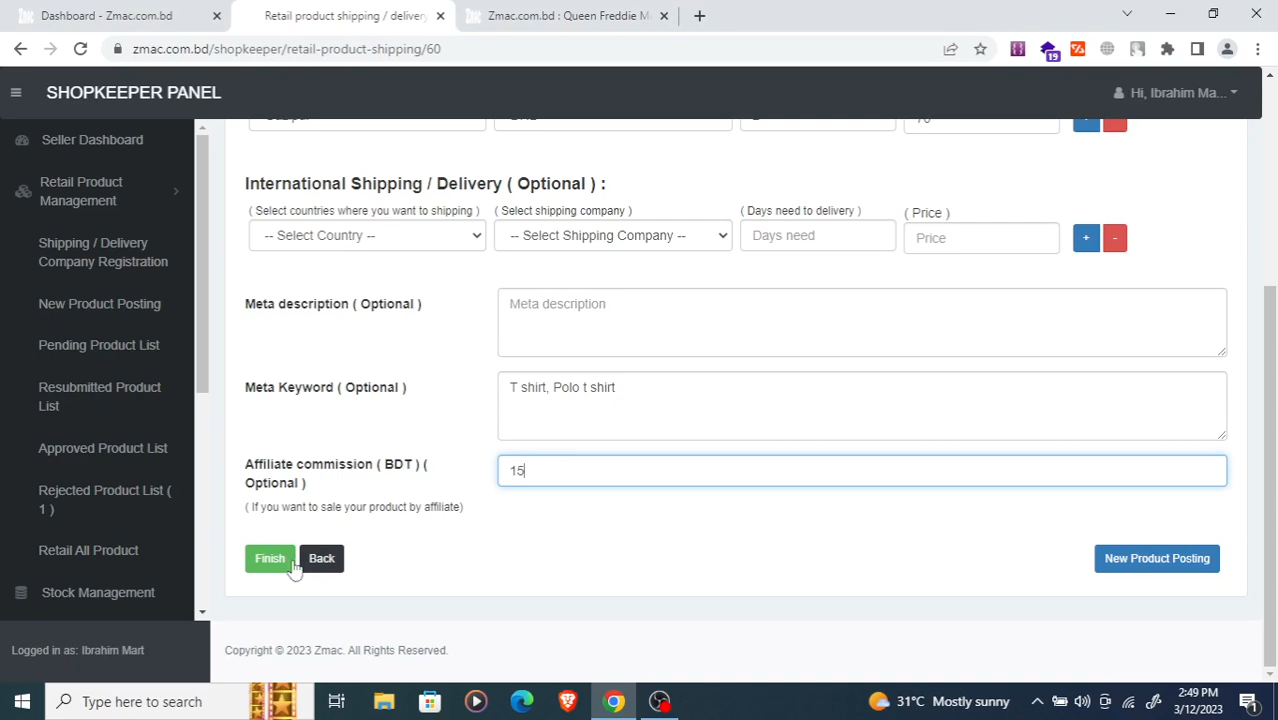 Dashboard - Zmac.com.bd
Retail product shipping / delivery
Zmac.com.bd : Queen Freddie M
zmac.com.bd/shopkeeper/retail-product-shipping/60
19
SHOPKEEPER PANEL
Hi, Ibrahim Ma...
Seller Dashboard
Retail Product
Management
Shipping / Delivery
Company Registration
New Product Posting
Pending Product List
Resubmitted Product
List
Approved Product List
Rejected Product List (
1 )
Retail All Product
Stock Management
Logged in as: Ibrahim Mart
International Shipping / Delivery ( Optional ) :
( Select countries where you want to shipping )
( Select shipping company )
( Days need to delivery )
( Price )
-- Select Country --
-- Select Shipping Company --
Days need
Price
+
-
Meta description ( Optional )
Meta description
Meta Keyword ( Optional )
T shirt, Polo t shirt
Affiliate commission ( BDT ) (
Optional )
( If you want to sale your product by affiliate)
15
Finish
Back
New Product Posting
Copyright © 2023 Zmac. All Rights Reserved.
Type here to search
31°C Mostly sunny
2:49 PM
3/12/2023
1